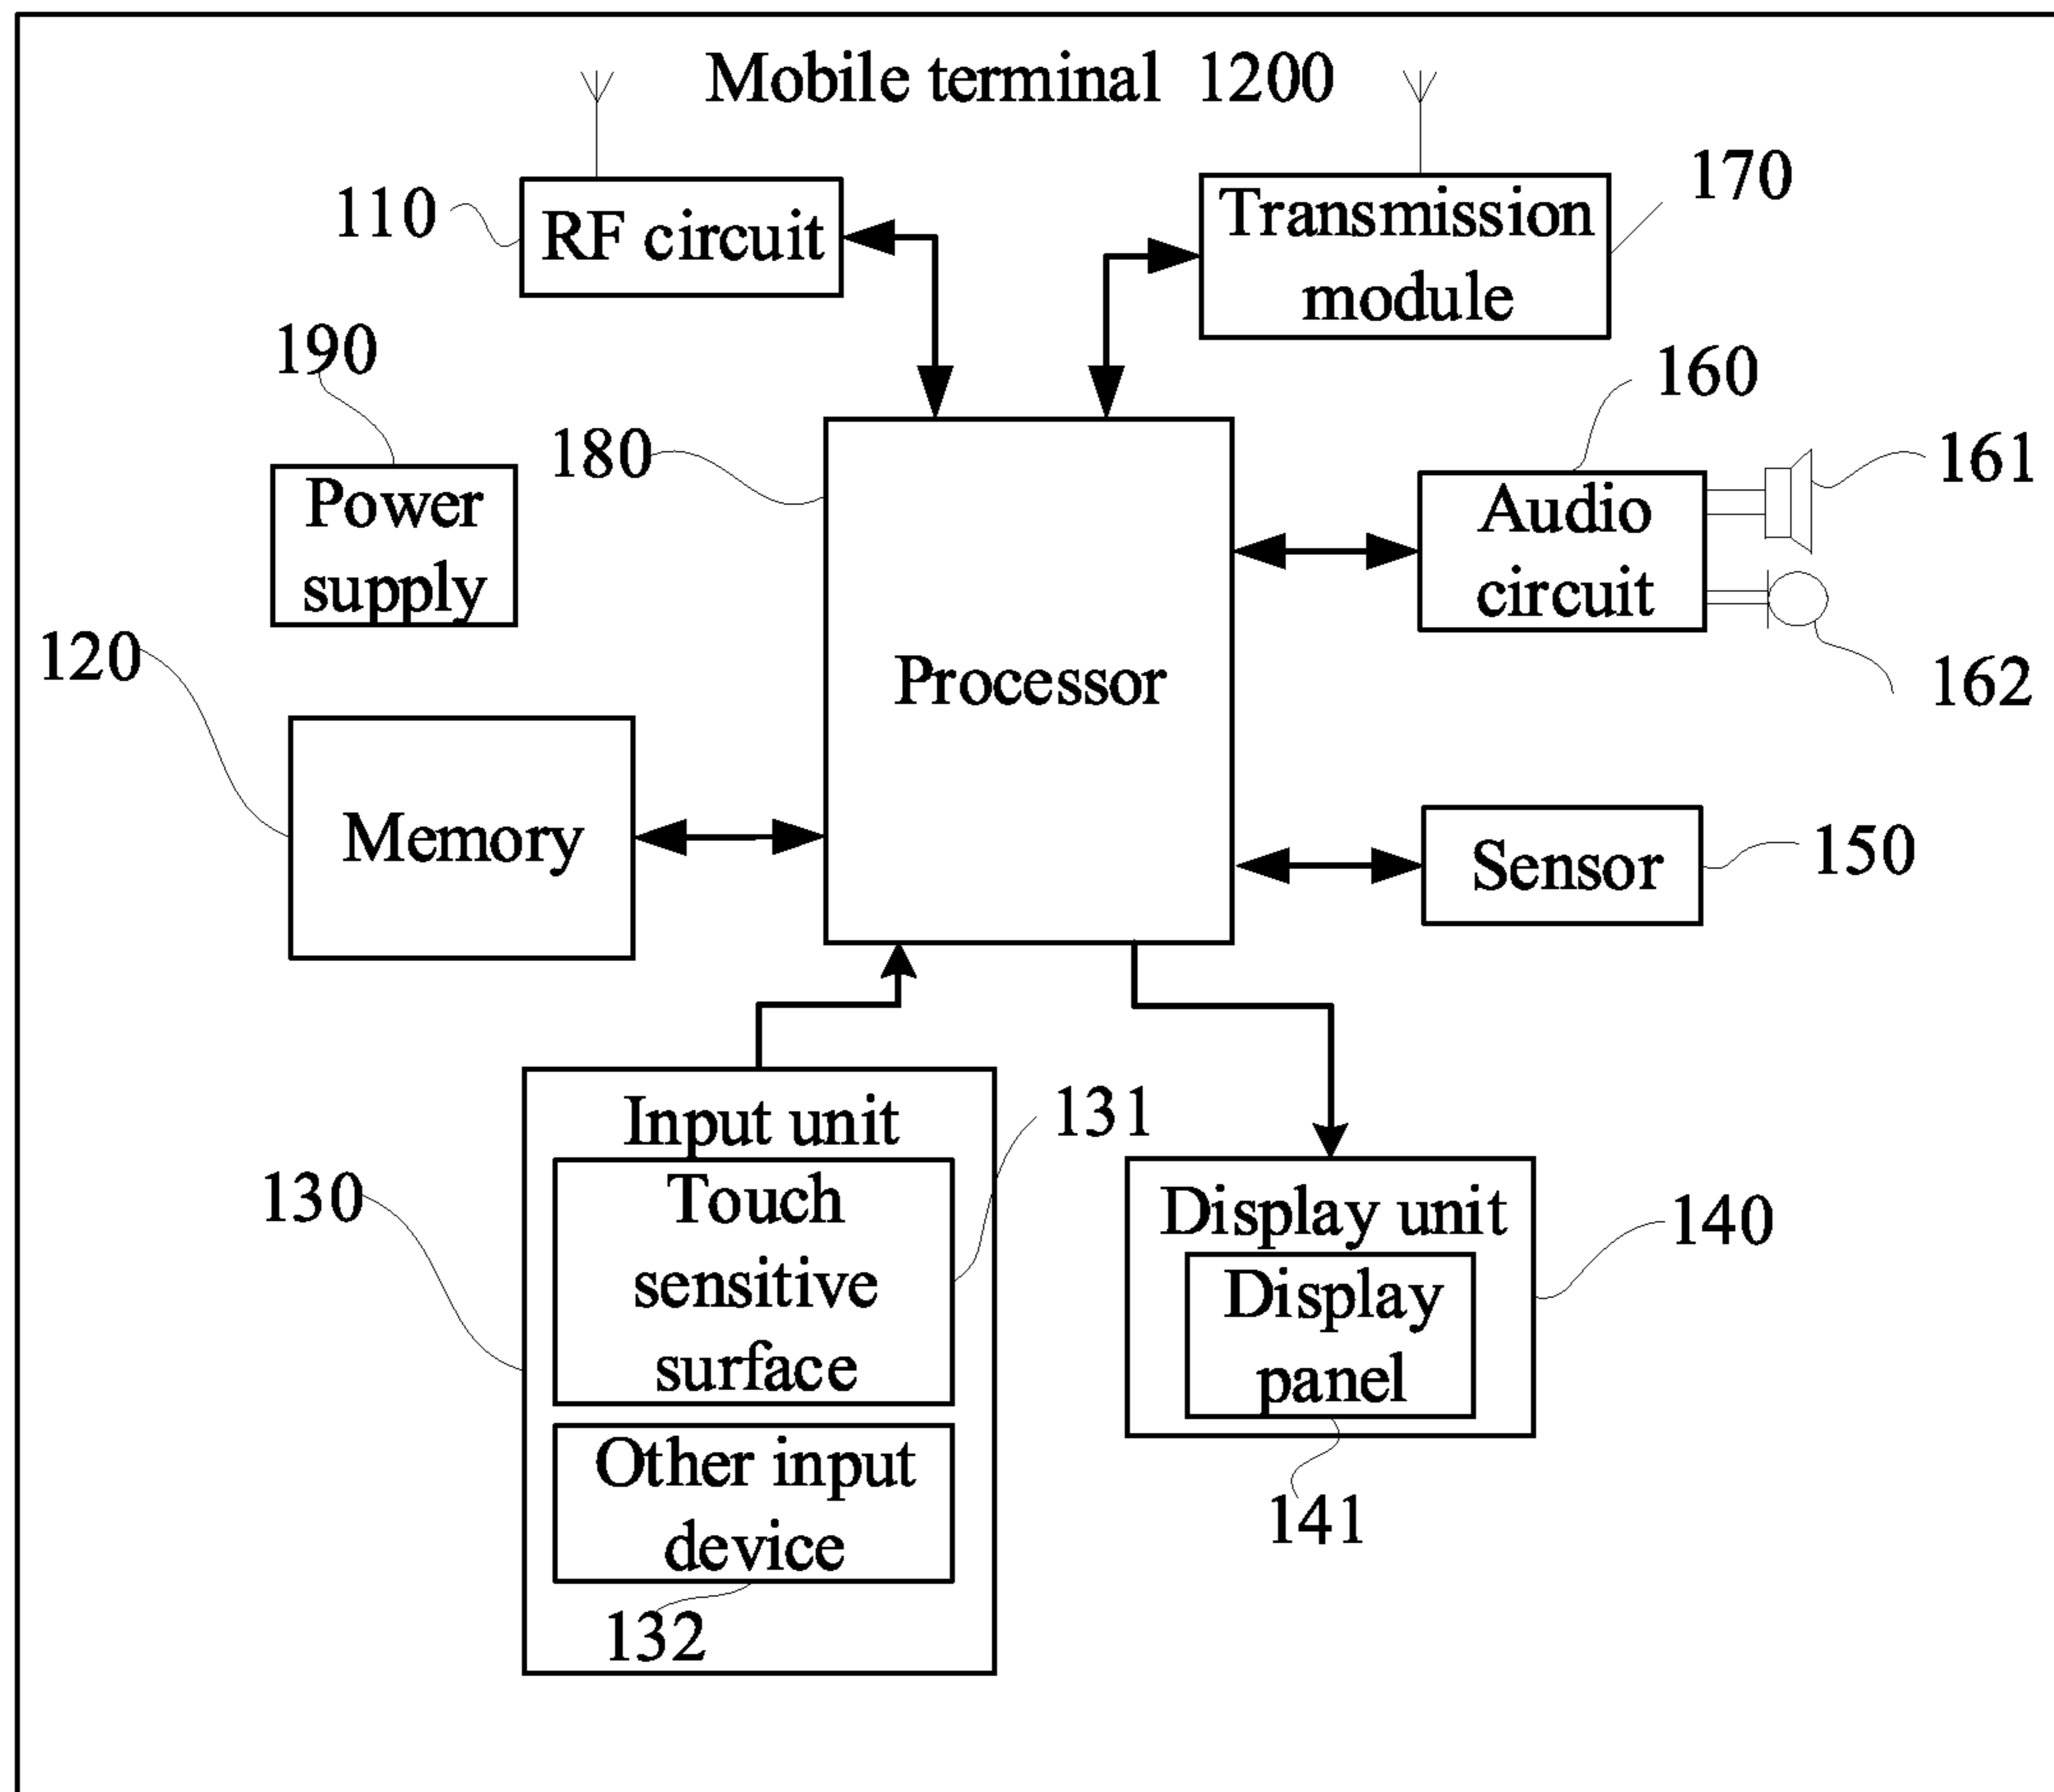 Mobile terminal 1200
110
RF circuit
Transmission
module
170
190
Power
supply
180
Processor
160
Audio
circuit
161
162
120
Memory
Sensor
150
Input unit
130
Touch
sensitive
surface
131
Other input
device
132
Display unit
140
Display
panel
141